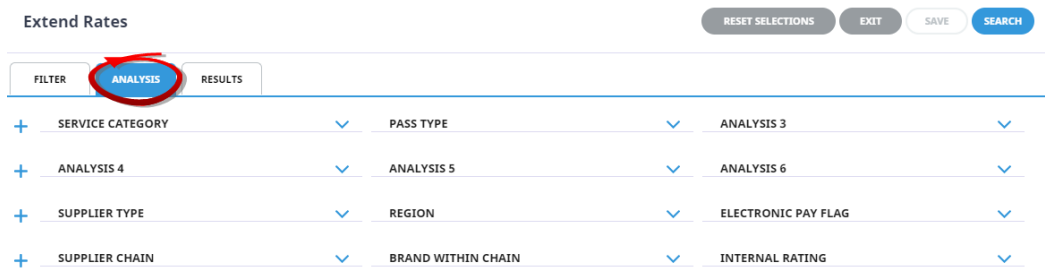 Extend Rates
RESET SELECTIONS EXIT SAVE SEARCH
FILTER ANALYSIS RESULTS
SERVICE CATEGORY PASS TYPE ANALYSIS 3
ANALYSIS 4 ANALYSIS 5 ANALYSIS 6
SUPPLIER TYPE REGION ELECTRONIC PAY FLAG
SUPPLIER CHAIN BRAND WITHIN CHAIN INTERNAL RATING